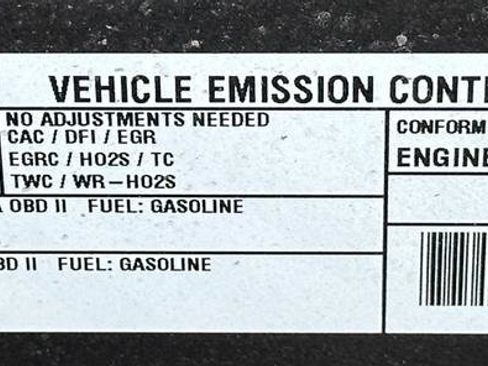 VEHICLE EMISSION CONT
NO ADJUSTMENTS NEEDED
CAC / DFI / EGR
EGRC / HO2S / TC
TWC / WR-HO2S
OBD II FUEL: GASOLINE
BD II FUEL: GASOLINE
CONFORM
ENGINE